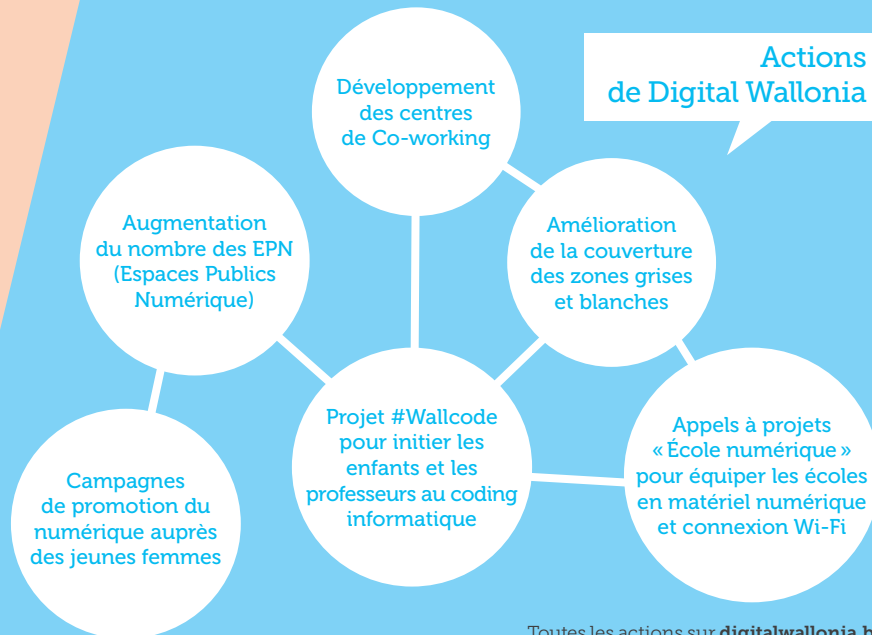 Actions
de Digital Wallonia
Développement
des centres
de Co-working
Augmentation
du nombre des EPN
(Espaces Publics
Numérique)
Amélioration
de la couverture
des zones grises
et blanches
Projet #Wallcode
pour initier les
enfants et les
professeurs au coding
informatique
Appels à projets
« École numérique »
pour équiper les écoles
en matériel numérique
et connexion Wi-Fi
Campagnes
de promotion du
numérique auprès
des jeunes femmes
Toutes les actions sur digitalwallonia.b